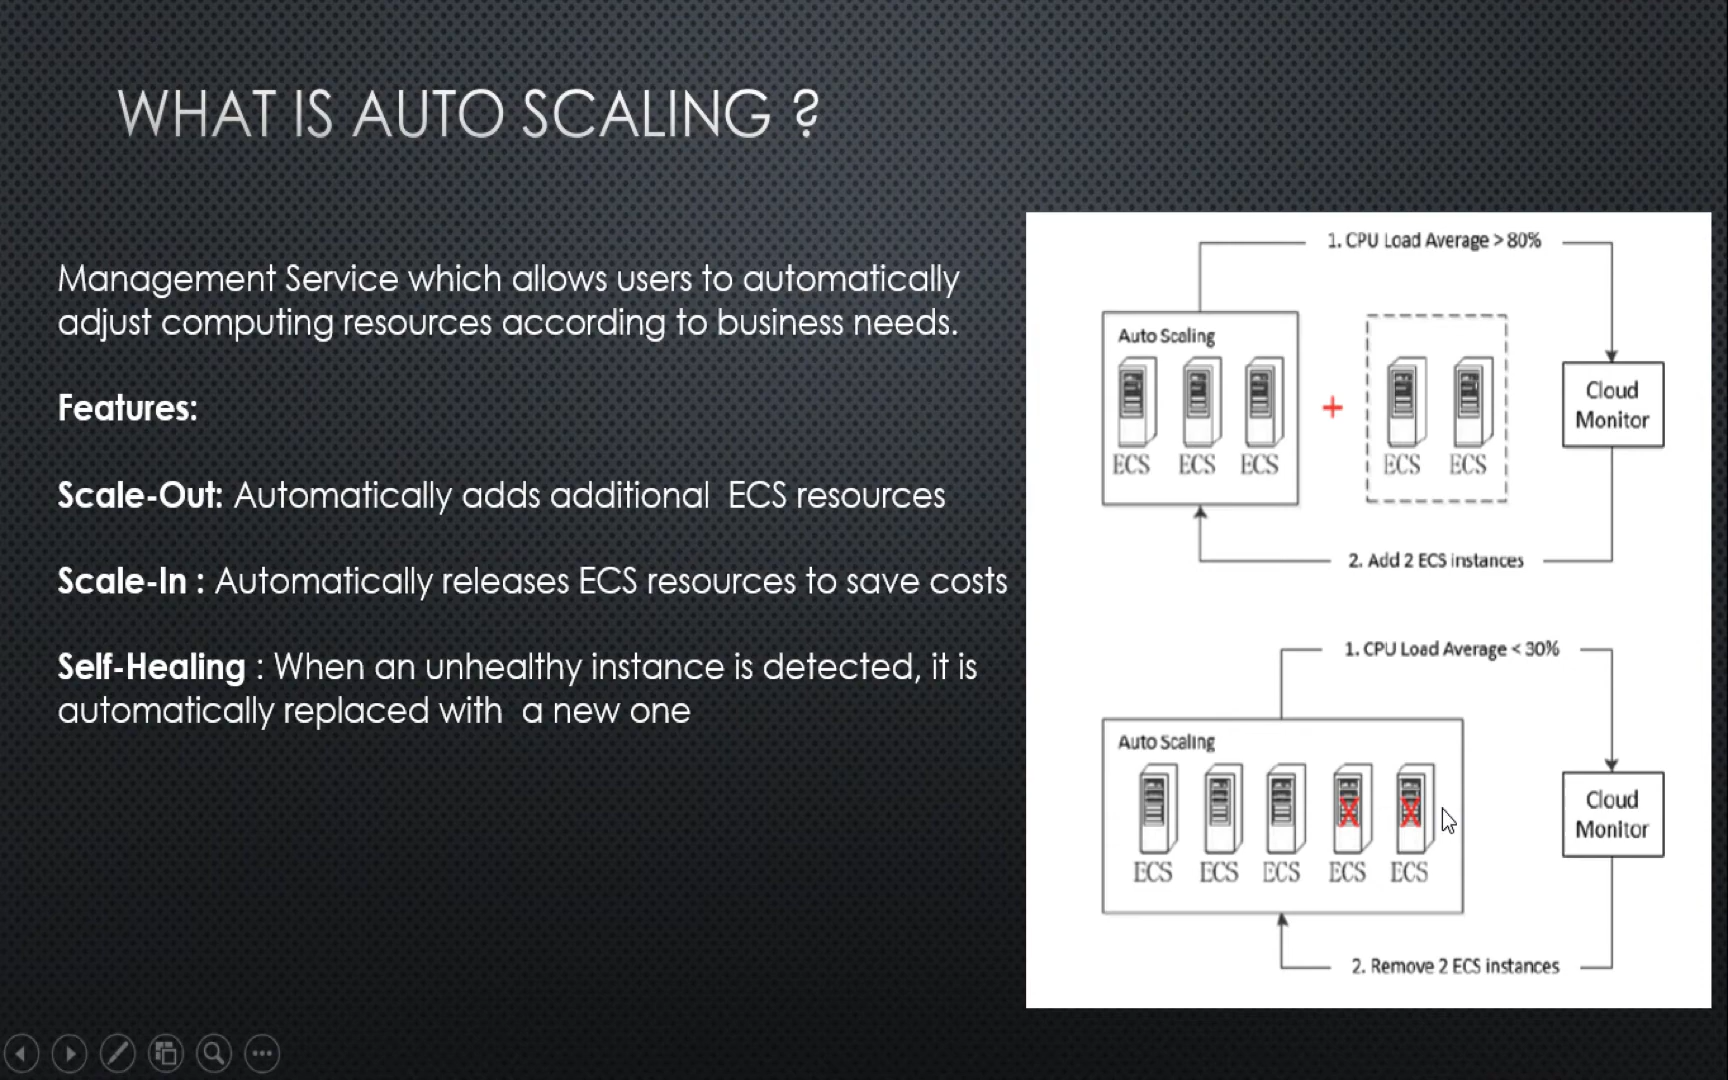 WHAT IS AUTO SCALING ?
Management Service which allows users to automatically
adjust computing resources according to business needs.
Features:
Scale-Out: Automatically adds additional ECS resources
Scale-In : Automatically releases ECS resources to save costs
Self-Healing : When an unhealthy instance is detected, it is
automatically replaced with a new one
1. CPU Load Average > 80%
Auto Scaling
ECS ECS ECS + ECS ECS
Cloud
Monitor
2. Add 2 ECS instances
1. CPU Load Average < 30%
Auto Scaling
ECS ECS ECS ECS ECS
Cloud
Monitor
2. Remove 2 ECS instances